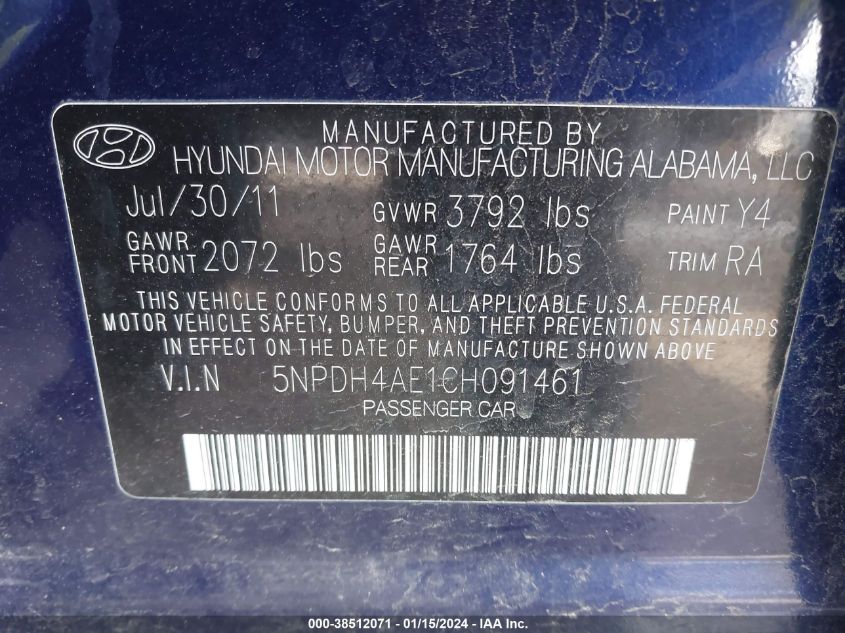 MANUFACTURED BY
HYUNDAI MOTOR MANUFACTURING ALABAMA, LLC
Jul/30/11 GVWR 3792 lbs PAINT Y4
GAWR FRONT 2072 lbs GAWR REAR 1764 lbs TRIM RA
THIS VEHICLE CONFORMS TO ALL APPLICABLE U.S.A. FEDERAL
MOTOR VEHICLE SAFETY, BUMPER, AND THEFT PREVENTION STANDARDS
IN EFFECT ON THE DATE OF MANUFACTURE SHOWN ABOVE
V.I.N 5NPDH4AE1CH091461
PASSENGER CAR
000-38512071 - 01/15/2024 - IAA Inc.